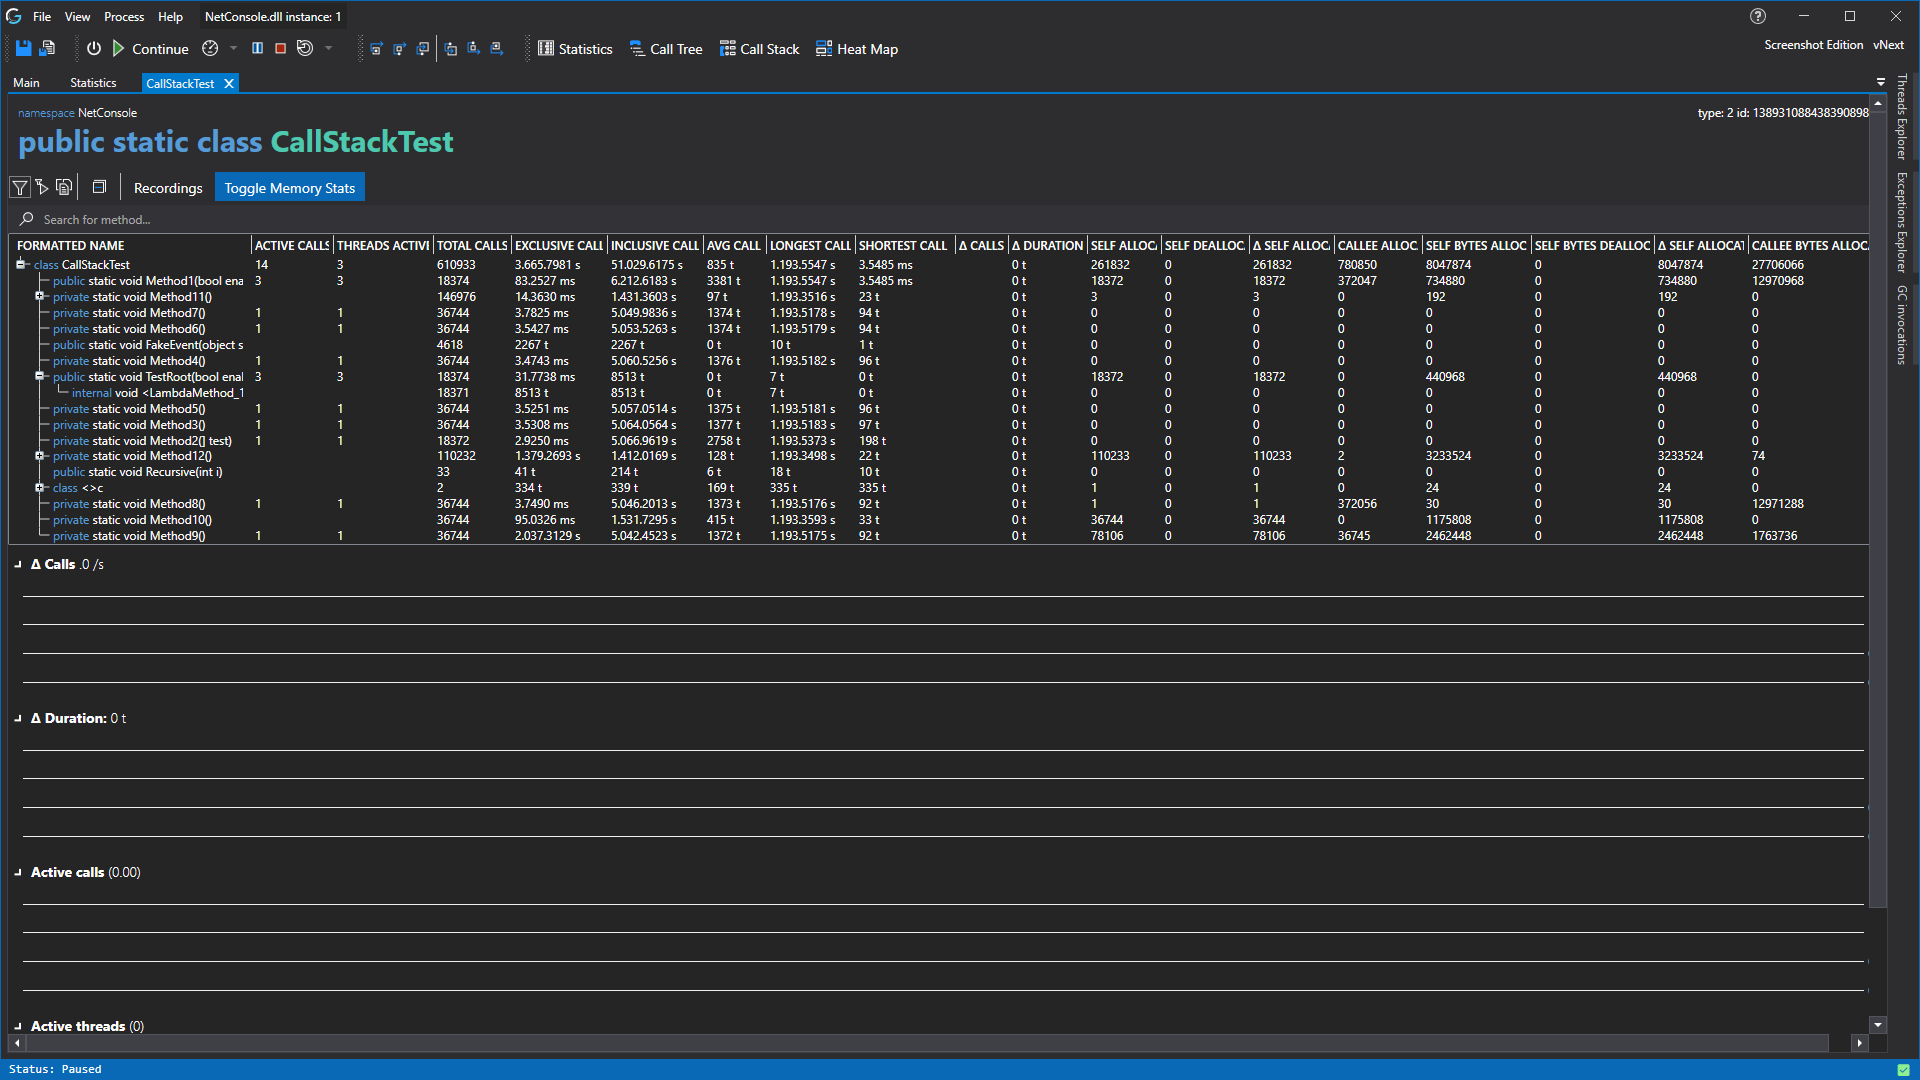 File View Process Help NetConsole.dll instance: 1
Continue Statistics Call Tree Call Stack Heat Map Screenshot Edition vNext
Main Statistics CallStackTest
namespace NetConsole type: 2 id: 138931088438390898
public static class CallStackTest
Recordings Toggle Memory Stats
Search for method...
FORMATTED NAME ACTIVE CALLS THREADS ACTIVI TOTAL CALLS EXCLUSIVE CALL INCLUSIVE CALL AVG CALL LONGEST CALL SHORTEST CALL Δ CALLS Δ DURATION SELF ALLOC. SELF DEALLOC. Δ SELF ALLOC. CALLEE ALLOC. SELF BYTES ALLOC SELF BYTES DEALLOC Δ SELF ALLOCAT CALLEE BYTES ALLOC.
class CallStackTest 14 3 610933 3.665.7981 s 51.029.6175 s 835 t 1.193.5547 s 3.5485 ms 0 t 261832 0 261832 780850 8047874 0 8047874 27706066
public static void Method1(bool ena 3 3 18374 83.2527 ms 6.212.6183 s 3381 t 1.193.5547 s 3.5485 ms 0 t 18372 0 18372 372047 734880 0 734880 12970968
private static void Method11() 146976 14.3630 ms 1.431.3603 s 97 t 1.193.3516 s 23 t 0 t 3 0 3 0 192 0 192 0
private static void Method7() 1 1 36744 3.7825 ms 5.049.9836 s 1374 t 1.193.5178 s 94 t 0 t 0 0 0 0 0 0 0 0
private static void Method6() 1 1 36744 3.5427 ms 5.053.5263 s 1374 t 1.193.5179 s 94 t 0 t 0 0 0 0 0 0 0 0
public static void FakeEvent(object s 4618 2267 t 2267 t 0 t 10 t 1 t 0 t 0 0 0 0 0 0 0 0
private static void Method4() 1 1 36744 3.4743 ms 5.060.5256 s 1376 t 1.193.5182 s 96 t 0 t 0 0 0 0 0 0 0 0
public static void TestRoot(bool enal 3 3 18374 31.7738 ms 8513 t 0 t 7 t 0 t 0 t 18372 0 18372 0 440968 0 440968 0
internal void <LambdaMethod_1 18371 8513 t 8513 t 0 t 7 t 0 t 0 t 0 0 0 0 0 0 0 0
private static void Method5() 1 1 36744 3.5251 ms 5.057.0514 s 1375 t 1.193.5181 s 96 t 0 t 0 0 0 0 0 0 0 0
private static void Method3() 1 1 36744 3.5308 ms 5.064.0564 s 1377 t 1.193.5183 s 97 t 0 t 0 0 0 0 0 0 0 0
private static void Method2(] test) 1 1 18372 2.9250 ms 5.066.9619 s 2758 t 1.193.5373 s 198 t 0 t 0 0 0 0 0 0 0 0
private static void Method12() 110232 1.379.2693 s 1.412.0169 s 128 t 1.193.3498 s 22 t 0 t 110233 0 110233 2 3233524 0 3233524 74
public static void Recursive(int i) 33 41 t 214 t 6 t 18 t 10 t 0 t 0 0 0 0 0 0 0 0
class <>c 2 334 t 339 t 169 t 335 t 335 t 0 t 1 0 1 0 24 0 24 0
private static void Method8() 1 1 36744 3.7490 ms 5.046.2013 s 1373 t 1.193.5176 s 92 t 0 t 1 0 1 372056 30 0 30 12971288
private static void Method10() 36744 95.0326 ms 1.531.7295 s 415 t 1.193.3593 s 33 t 0 t 36744 0 36744 0 1175808 0 1175808 0
private static void Method9() 1 1 36744 2.037.3129 s 5.042.4523 s 1372 t 1.193.5175 s 92 t 0 t 78106 0 78106 36745 2462448 0 2462448 1763736
Δ Calls .0 /s
Δ Duration: 0 t
Active calls (0.00)
Active threads (0)
Status: Paused
Threads Explorer
Exceptions Explorer
GC invocations